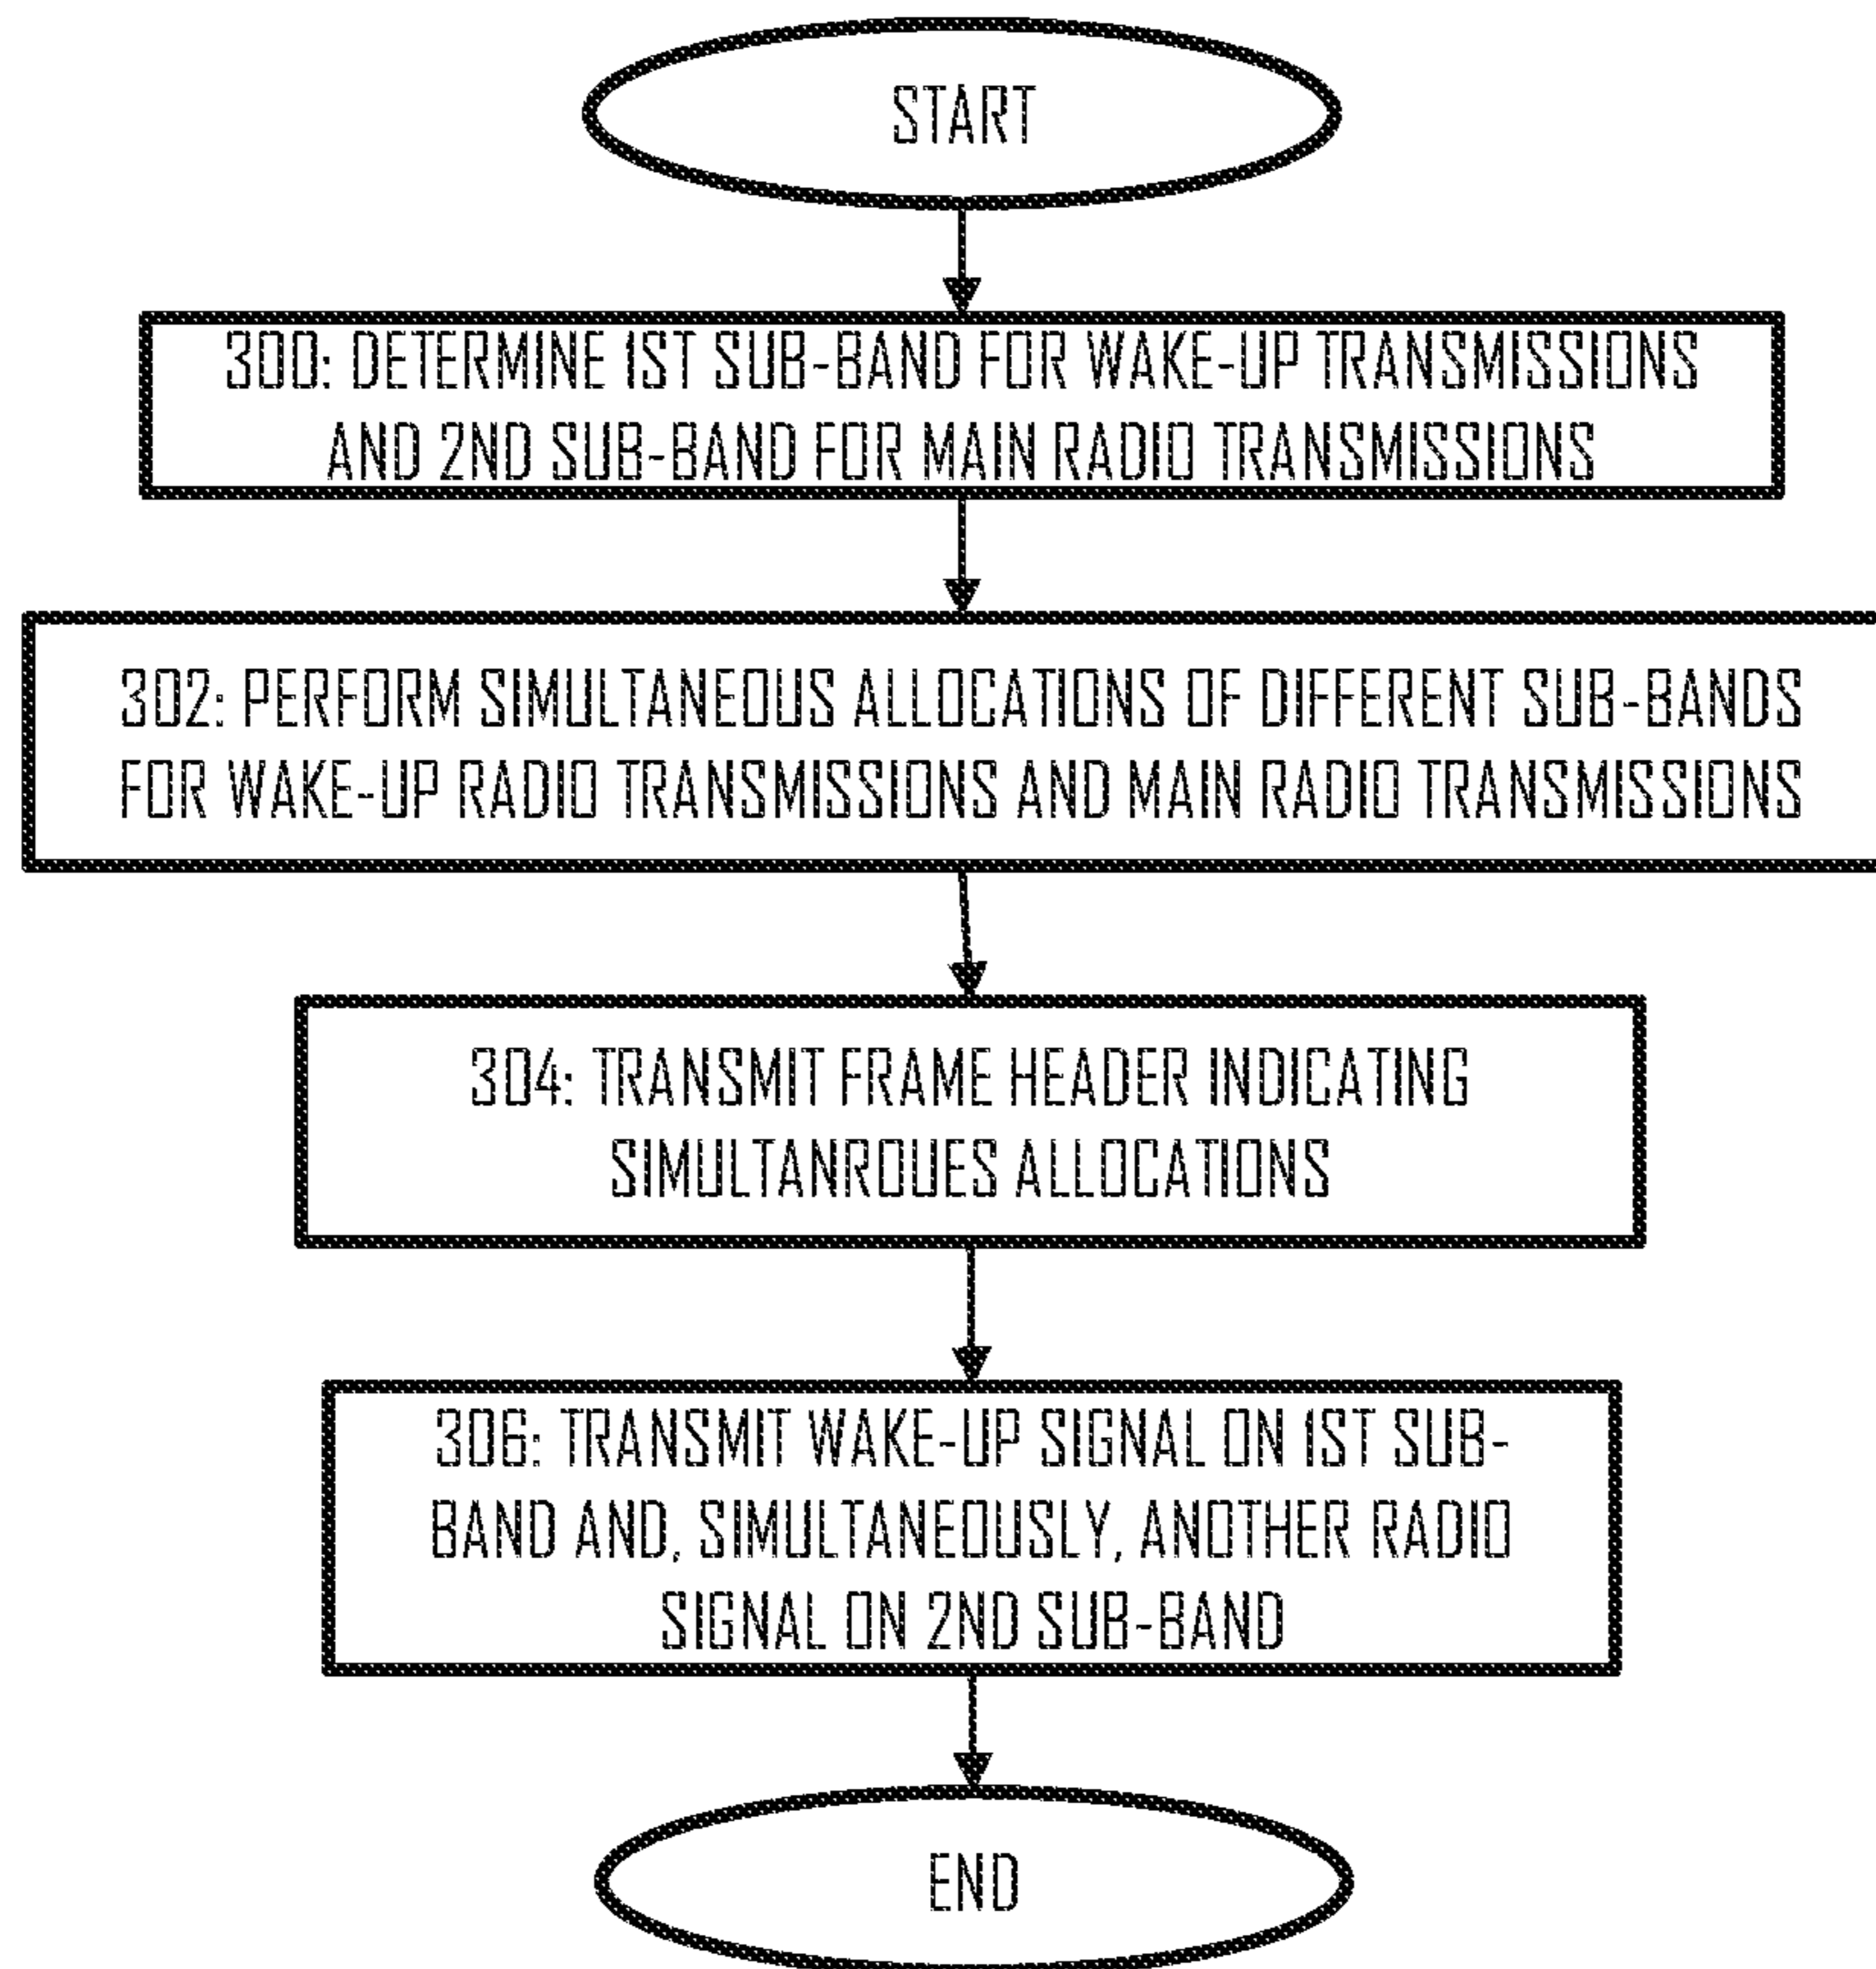 START
300: DETERMINE 1ST SUB-BAND FOR WAKE-UP TRANSMISSIONS
AND 2ND SUB-BAND FOR MAIN RADIO TRANSMISSIONS
302: PERFORM SIMULTANEOUS ALLOCATIONS OF DIFFERENT SUB-BANDS
FOR WAKE-UP RADIO TRANSMISSIONS AND MAIN RADIO TRANSMISSIONS
304: TRANSMIT FRAME HEADER INDICATING
SIMULTANROUES ALLOCATIONS
306: TRANSMIT WAKE-UP SIGNAL ON 1ST SUB-
BAND AND, SIMULTANEOUSLY, ANOTHER RADIO
SIGNAL ON 2ND SUB-BAND
END